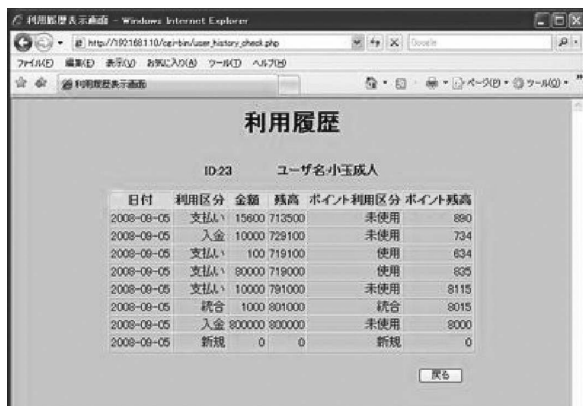 利用履歴表示画面 - Windows Internet Explorer
http://192.168.1.10/cgi-bin/user_history_check.php
Google
ファイル(F) 編集(E) 表示(V) お気に入り(A) ツール(T) ヘルプ(H)
利用履歴表示画面 ページ(P) ツール(O)
利用履歴
ID:23 ユーザ名:小玉成人
日付 利用区分 金額 残高 ポイント利用区分 ポイント残高
2008-09-05 支払い 15600 713500 未使用 890
2008-09-05 入金 10000 729100 未使用 734
2008-09-05 支払い 100 719100 使用 634
2008-09-05 支払い 80000 719000 使用 835
2008-09-05 支払い 10000 791000 未使用 8115
2008-09-05 統合 1000 801000 統合 8015
2008-09-05 入金 800000 800000 未使用 8000
2008-09-05 新規 0 0 新規 0
戻る